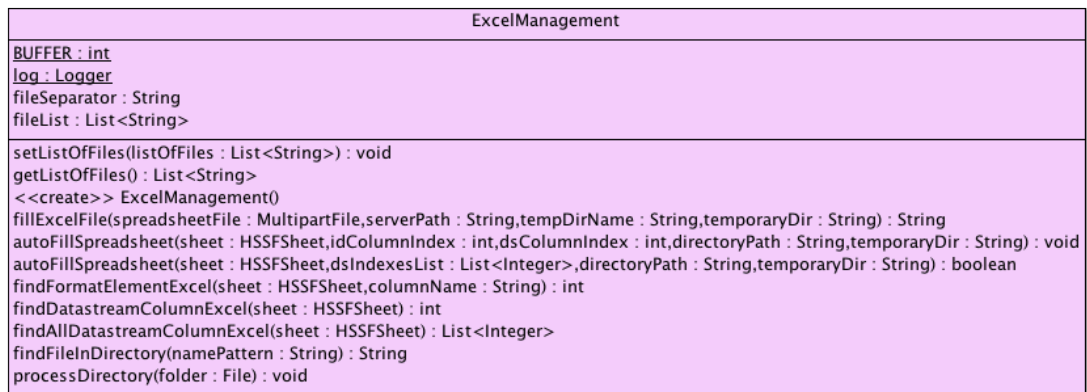 ExcelManagement
BUFFER : int
log : Logger
fileSeparator : String
fileList : List<String>
setListOfFiles(listOfFiles : List<String>) : void
getListOfFiles() : List<String>
<<create>> ExcelManagement()
fillExcelFile(spreadsheetFile : MultipartFile,serverPath : String,tempDirName : String,temporaryDir : String) : String
autoFillSpreadsheet(sheet : HSSFSheet,idColumnIndex : int,dsColumnIndex : int,directoryPath : String,temporaryDir : String) : void
autoFillSpreadsheet(sheet : HSSFSheet,dsIndexesList : List<Integer>,directoryPath : String,temporaryDir : String) : boolean
findFormatElementExcel(sheet : HSSFSheet,columnName : String) : int
findDatastreamColumnExcel(sheet : HSSFSheet) : int
findAllDatastreamColumnExcel(sheet : HSSFSheet) : List<Integer>
findFileInDirectory(namePattern : String) : String
processDirectory(folder : File) : void